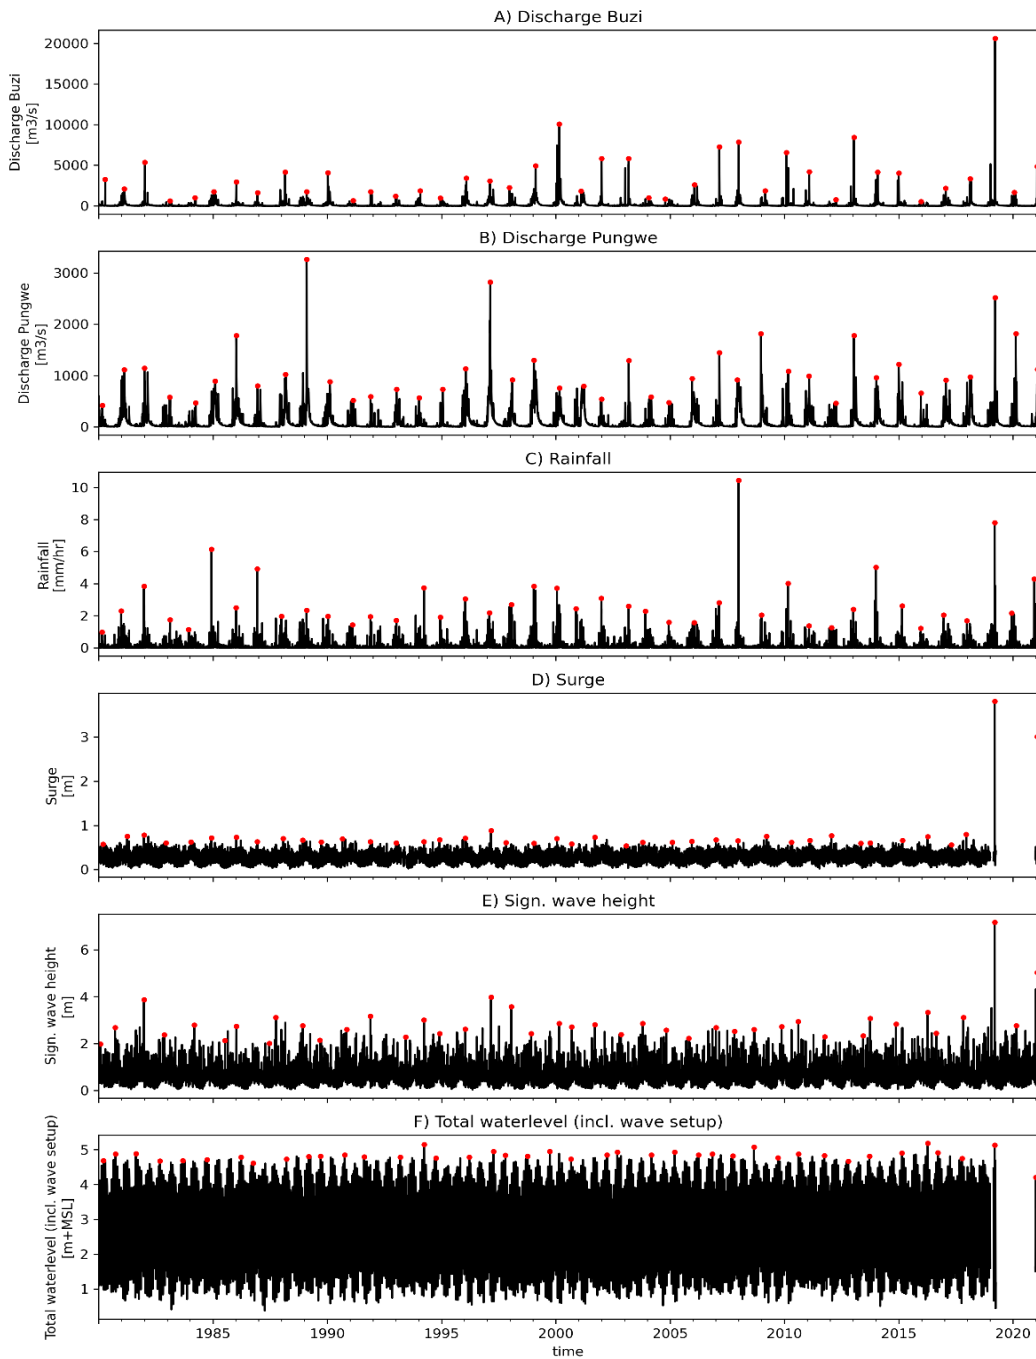 A) Discharge Buzi
Discharge Buzi
[m3/s]
20000
15000
10000
5000
0
B) Discharge Pungwe
Discharge Pungwe
[m3/s]
3000
2000
1000
0
C) Rainfall
Rainfall
[mm/hr]
10
8
6
4
2
0
D) Surge
Surge
[m]
3
2
1
0
E) Sign. wave height
Sign. wave height
[m]
6
4
2
0
F) Total waterlevel (incl. wave setup)
Total waterlevel (incl. wave setup)
[m+MSL]
5
4
3
2
1
1985 1990 1995 2000 2005 2010 2015 2020
time